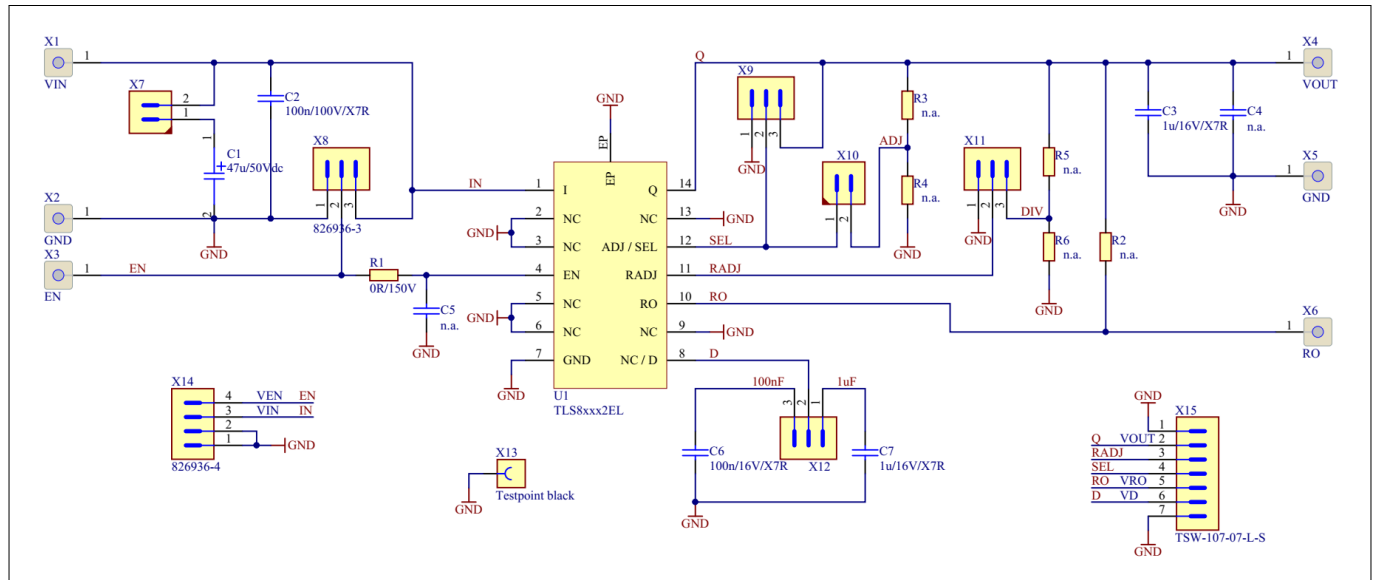 X1
1
VIN
X7
2
1
1
C1
+
47u/50Vdc
2
C2
100n/100V/X7R
X8
1
2
3
826936-3
X2
1
GND
GND
X3
1
EN
EN
R1
0R/150V
C5
n.a.
GND
IN
GND
EP
EP
1
I
2
NC
GND
3
NC
4
EN
5
NC
GND
6
NC
7
GND
GND
Q
14
NC
13
GND
ADJ / SEL
12
SEL
RADJ
11
RADJ
RO
10
RO
NC
9
GND
NC / D
8
D
U1
TLS8xxx2EL
Q
X9
1
2
3
GND
X10
1
2
ADJ
R3
n.a.
R4
n.a.
GND
X11
1
2
3
GND
DIV
R5
n.a.
R6
n.a.
GND
R2
n.a.
C3
1u/16V/X7R
C4
n.a.
GND
X4
1
VOUT
X5
1
GND
X6
1
RO
X14
4
VEN
EN
3
VIN
IN
2
1
GND
826936-4
X13
Testpoint black
GND
100nF
1uF
3
2
1
X12
C6
100n/16V/X7R
C7
1u/16V/X7R
GND
GND
X15
1
Q
VOUT
2
RADJ
3
SEL
4
RO
VRO
5
D
VD
6
7
GND
TSW-107-07-L-S